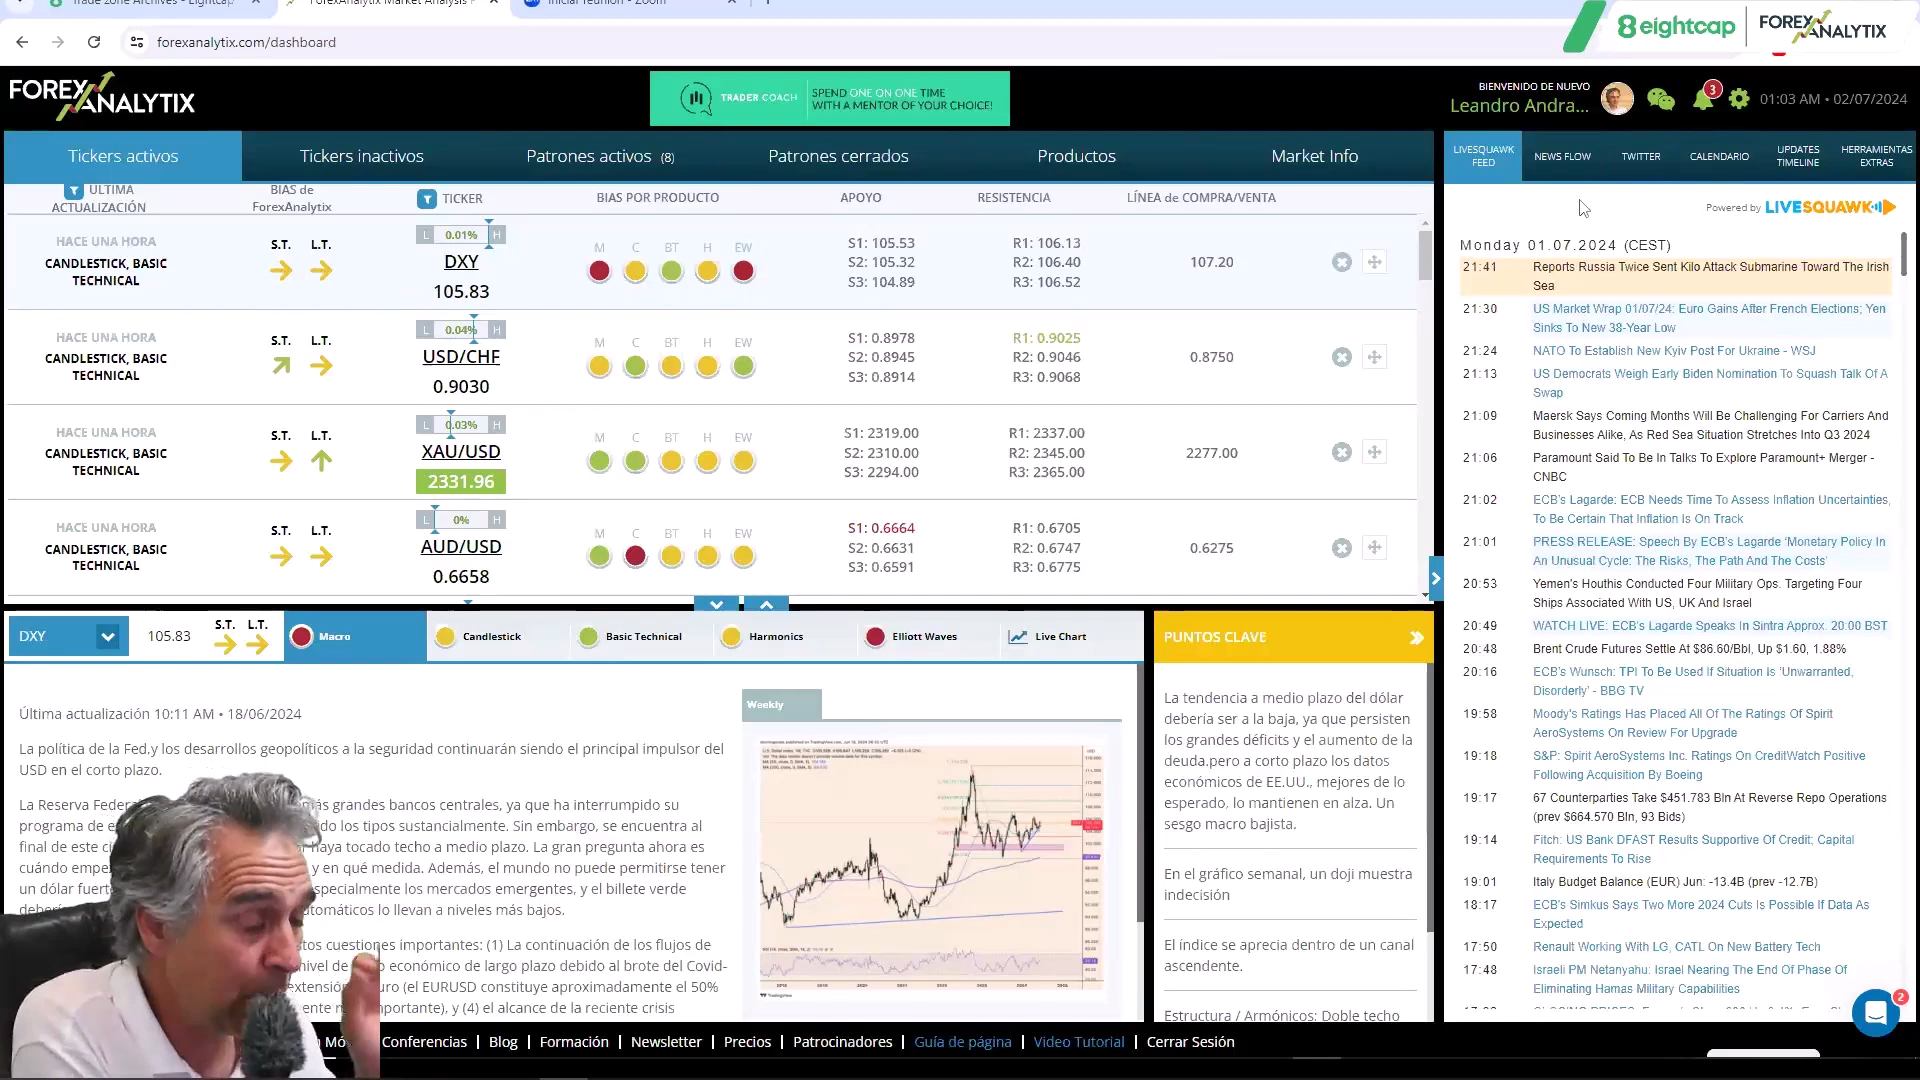 Trade zone Archives - Eightcap
ForexAnalytix Market Analysis
Iniciar reunión - Zoom
forexanalytix.com/dashboard
8eightcap
FOREX ANALYTIX
FOREX ANALYTIX
TRADER COACH
SPEND ONE ON ONE TIME
WITH A MENTOR OF YOUR CHOICE!
BIENVENIDO DE NUEVO
Leandro Andra...
3
01:03 AM • 02/07/2024
Tickers activos
Tickers inactivos
Patrones activos (8)
Patrones cerrados
Productos
Market Info
ÚLTIMA
ACTUALIZACIÓN
BIAS de
ForexAnalytix
TICKER
BIAS POR PRODUCTO
APOYO
RESISTENCIA
LÍNEA de COMPRA/VENTA
HACE UNA HORA
CANDLESTICK, BASIC
TECHNICAL
S.T. L.T.
L 0.01% H
DXY
105.83
M C BT H EW
S1: 105.53
S2: 105.32
S3: 104.89
R1: 106.13
R2: 106.40
R3: 106.52
107.20
HACE UNA HORA
CANDLESTICK, BASIC
TECHNICAL
S.T. L.T.
L 0.04% H
USD/CHF
0.9030
M C BT H EW
S1: 0.8978
S2: 0.8945
S3: 0.8914
R1: 0.9025
R2: 0.9046
R3: 0.9068
0.8750
HACE UNA HORA
CANDLESTICK, BASIC
TECHNICAL
S.T. L.T.
L 0.03% H
XAU/USD
2331.96
M C BT H EW
S1: 2319.00
S2: 2310.00
S3: 2294.00
R1: 2337.00
R2: 2345.00
R3: 2365.00
2277.00
HACE UNA HORA
CANDLESTICK, BASIC
TECHNICAL
S.T. L.T.
L 0% H
AUD/USD
0.6658
M C BT H EW
S1: 0.6664
S2: 0.6631
S3: 0.6591
R1: 0.6705
R2: 0.6747
R3: 0.6775
0.6275
DXY
105.83
S.T. L.T.
Macro
Candlestick
Basic Technical
Harmonics
Elliott Waves
Live Chart
Última actualización 10:11 AM • 18/06/2024
La política de la Fed,y los desarrollos geopolíticos a la seguridad continuarán siendo el principal impulsor del
USD en el corto plazo.
La Reserva Feder más grandes bancos centrales, ya que ha interrumpido su
programa de e do los tipos sustancialmente. Sin embargo, se encuentra al
final de este ci haya tocado techo a medio plazo. La gran pregunta ahora es
cuándo empe y en qué medida. Además, el mundo no puede permitirse tener
un dólar fuert specialmente los mercados emergentes, y el billete verde
deberí utomáticos lo llevan a niveles más bajos.
tos cuestiones importantes: (1) La continuación de los flujos de
nivel de económico de largo plazo debido al brote del Covid-
extensión uro (el EURUSD constituye aproximadamente el 50%
ente m portante), y (4) el alcance de la reciente crisis
Weekly
TradingView
PUNTOS CLAVE
La tendencia a medio plazo del dólar
debería ser a la baja, ya que persisten
los grandes déficits y el aumento de la
deuda,pero a corto plazo los datos
económicos de EE.UU., mejores de lo
esperado, lo mantienen en alza. Un
sesgo macro bajista.
En el gráfico semanal, un doji muestra
indecisión
El índice se aprecia dentro de un canal
ascendente.
Estructura / Armónicos: Doble techo
LIVESQUAWK
FEED
NEWS FLOW
TWITTER
CALENDARIO
UPDATES
TIMELINE
HERRAMIENTAS
EXTRAS
Powered by LIVESQUAWK
Monday 01.07.2024 (CEST)
21:41 Reports Russia Twice Sent Kilo Attack Submarine Toward The Irish
Sea
21:30 US Market Wrap 01/07/24: Euro Gains After French Elections; Yen
Sinks To New 38-Year Low
21:24 NATO To Establish New Kyiv Post For Ukraine - WSJ
21:13 US Democrats Weigh Early Biden Nomination To Squash Talk Of A
Swap
21:09 Maersk Says Coming Months Will Be Challenging For Carriers And
Businesses Alike, As Red Sea Situation Stretches Into Q3 2024
21:06 Paramount Said To Be In Talks To Explore Paramount+ Merger -
CNBC
21:02 ECB's Lagarde: ECB Needs Time To Assess Inflation Uncertainties,
To Be Certain That Inflation Is On Track
21:01 PRESS RELEASE: Speech By ECB's Lagarde 'Monetary Policy In
An Unusual Cycle: The Risks, The Path And The Costs'
20:53 Yemen's Houthis Conducted Four Military Ops. Targeting Four
Ships Associated With US, UK And Israel
20:49 WATCH LIVE: ECB's Lagarde Speaks In Sintra Approx. 20:00 BST
20:48 Brent Crude Futures Settle At $86.60/Bbl, Up $1.60, 1.88%
20:16 ECB's Wunsch: TPI To Be Used If Situation Is 'Unwarranted,
Disorderly' - BBG TV
19:58 Moody's Ratings Has Placed All Of The Ratings Of Spirit
AeroSystems On Review For Upgrade
19:18 S&P: Spirit AeroSystems Inc. Ratings On CreditWatch Positive
Following Acquisition By Boeing
19:17 67 Counterparties Take $451.783 Bln At Reverse Repo Operations
(prev $664.570 Bln, 93 Bids)
19:14 Fitch: US Bank DFAST Results Supportive Of Credit; Capital
Requirements To Rise
19:01 Italy Budget Balance (EUR) Jun: -13.4B (prev -12.7B)
18:17 ECB's Simkus Says Two More 2024 Cuts Is Possible If Data As
Expected
17:50 Renault Working With LG, CATL On New Battery Tech
17:48 Israeli PM Netanyahu: Israel Nearing The End Of Phase Of
Eliminating Hamas Military Capabilities
2
Conferencias | Blog | Formación | Newsletter | Precios | Patrocinadores | Guía de página | Video Tutorial | Cerrar Sesión